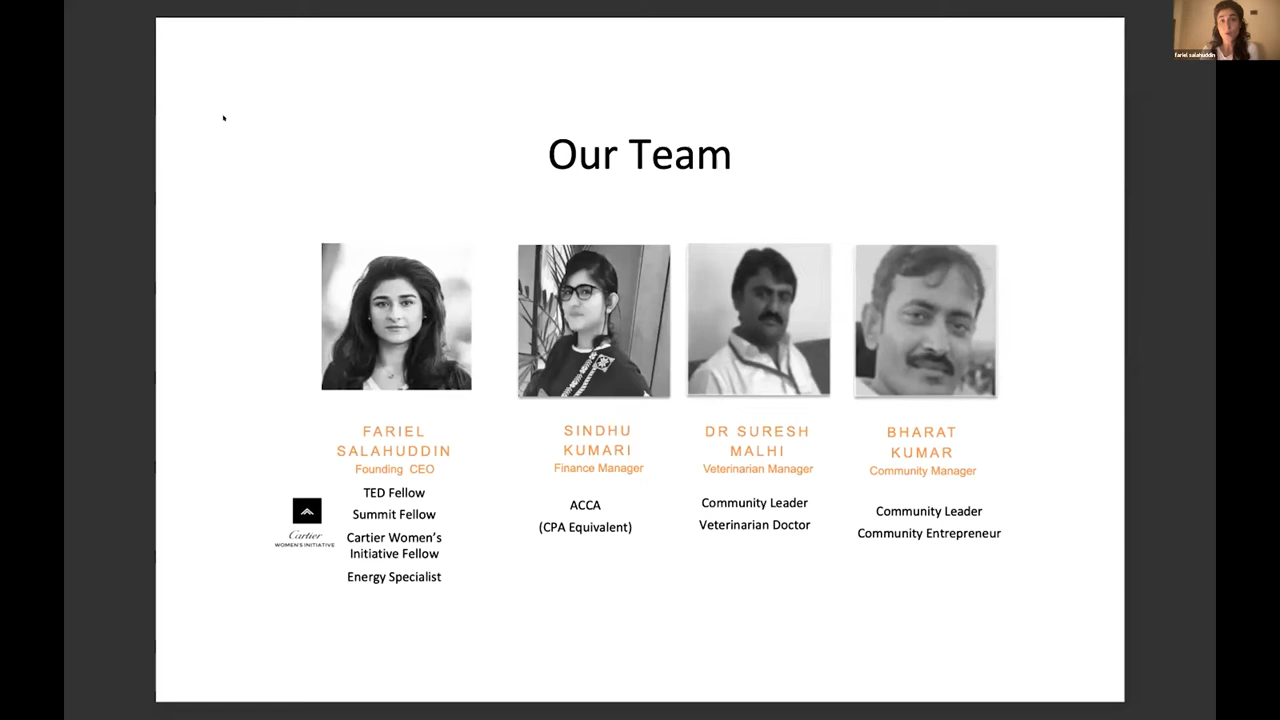 fariel salahuddin
Our Team
FARIEL
SALAHUDDIN
Founding CEO
TED Fellow
Summit Fellow
Cartier Women's
Initiative Fellow
Energy Specialist
Cartier
WOMEN'S INITIATIVE
SINDHU
KUMARI
Finance Manager
ACCA
(CPA Equivalent)
DR SURESH
MALHI
Veterinarian Manager
Community Leader
Veterinarian Doctor
BHARAT
KUMAR
Community Manager
Community Leader
Community Entrepreneur